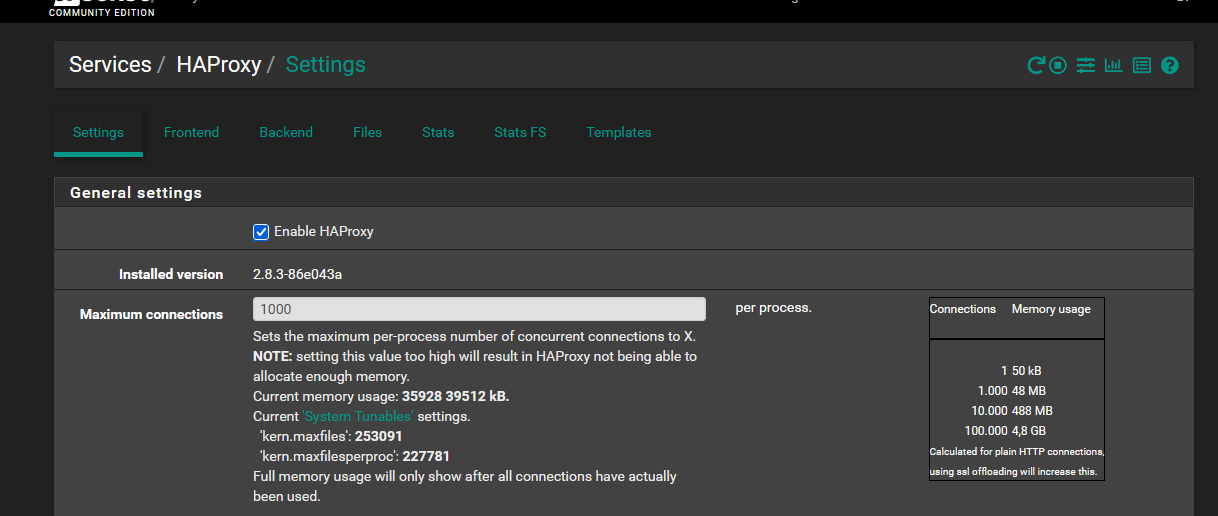 COMMUNITY EDITION
Services / HAProxy / Settings
Settings Frontend Backend Files Stats Stats FS Templates
General settings
Enable HAProxy
Installed version 2.8.3-86e043a
Maximum connections 1000 per process.
Sets the maximum per-process number of concurrent connections to X.
NOTE: setting this value too high will result in HAProxy not being able to
allocate enough memory.
Current memory usage: 35928 39512 kB.
Current 'System Tunables' settings.
'kern.maxfiles': 253091
'kern.maxfilesperproc': 227781
Full memory usage will only show after all connections have actually
been used.
Connections Memory usage
1 50 kB
1.000 48 MB
10.000 488 MB
100.000 4,8 GB
Calculated for plain HTTP connections,
using ssl offloading will increase this.